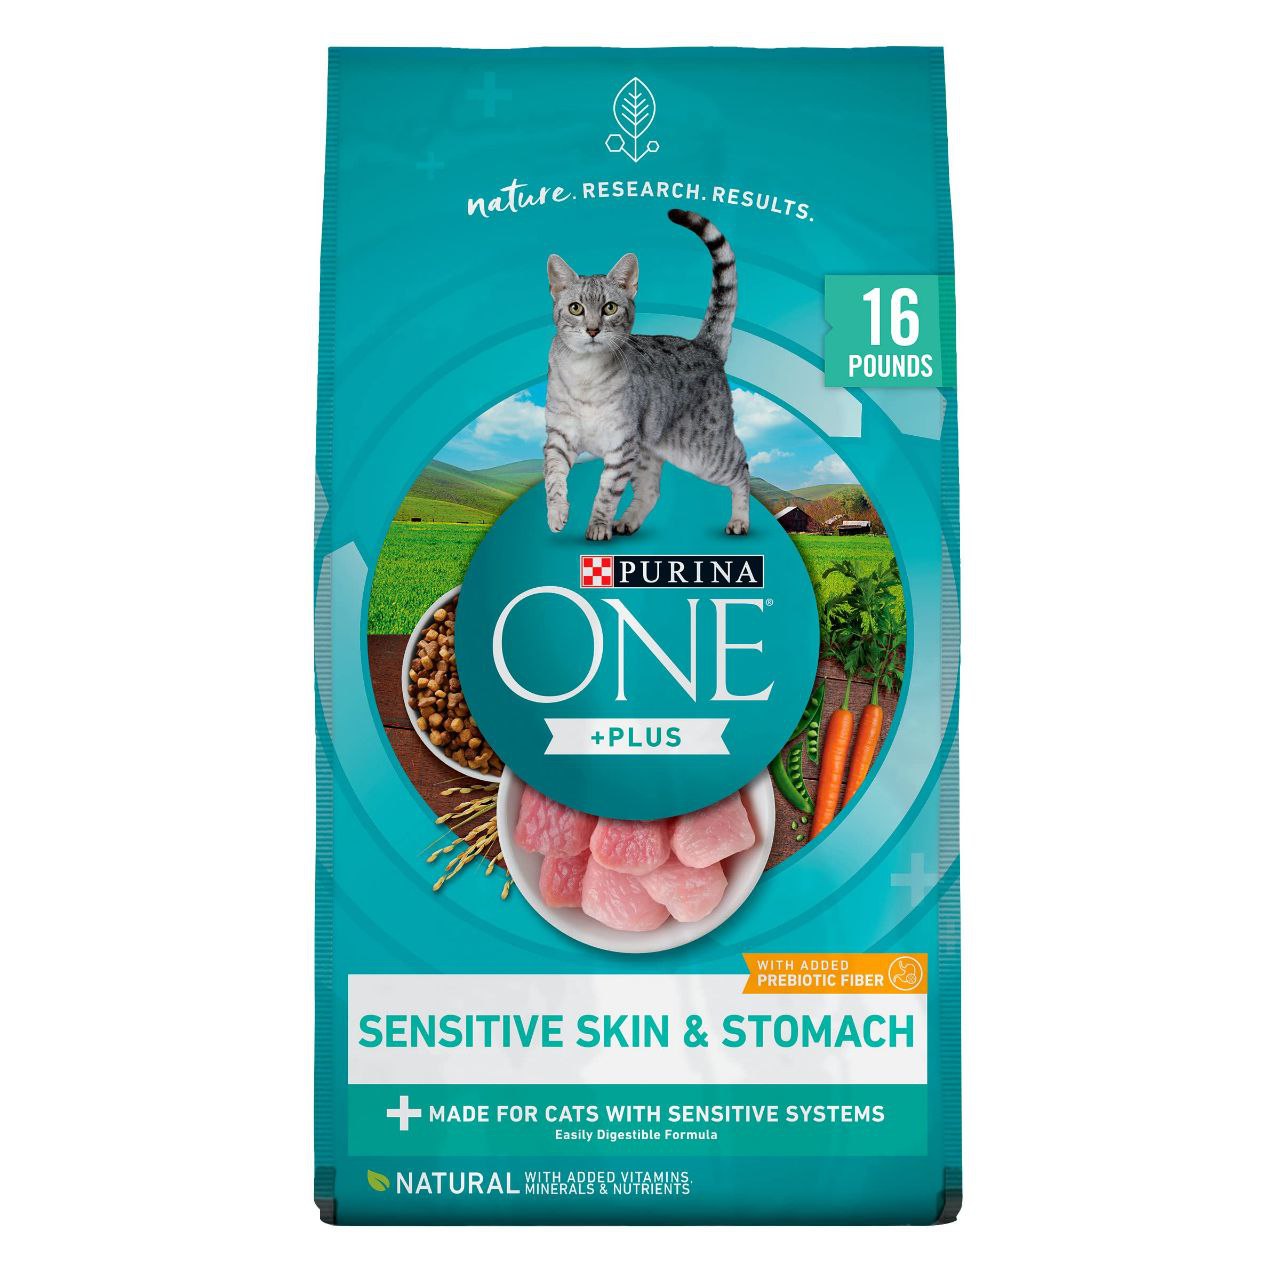 nature. RESEARCH. RESULTS.
16
POUNDS
PURINA
ONE®
+PLUS
WITH ADDED
PREBIOTIC FIBER
SENSITIVE SKIN & STOMACH
+ MADE FOR CATS WITH SENSITIVE SYSTEMS
Easily Digestible Formula
NATURAL WITH ADDED VITAMINS,
MINERALS & NUTRIENTS